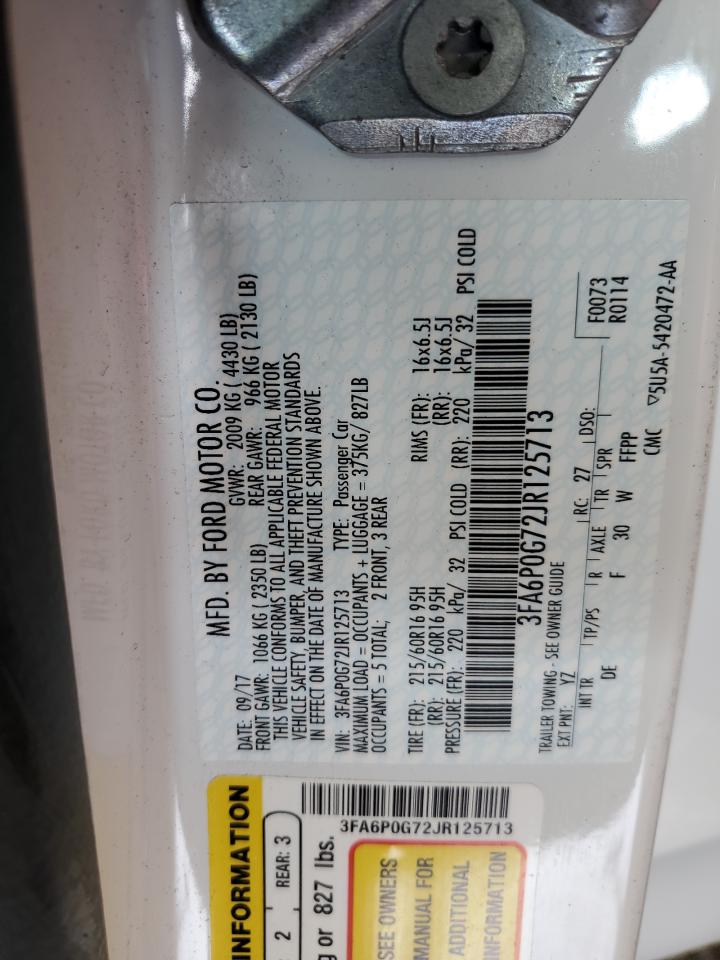 MFD. BY FORD MOTOR CO.
DATE: 09/17 GVWR: 2009 KG ( 4430 LB)
FRONT GAWR: 1066 KG ( 2350 LB) REAR GAWR: 966 KG ( 2130 LB)
THIS VEHICLE CONFORMS TO ALL APPLICABLE FEDERAL MOTOR
VEHICLE SAFETY, BUMPER, AND THEFT PREVENTION STANDARDS
IN EFFECT ON THE DATE OF MANUFACTURE SHOWN ABOVE.
VIN: 3FA6P0G72JR125713 TYPE: Passenger Car
MAXIMUM LOAD = OCCUPANTS + LUGGAGE = 375KG/ 827LB
OCCUPANTS = 5 TOTAL; 2 FRONT, 3 REAR
TIRE (FR): 215/60R16 95H RIMS (FR): 16x6.5J
(RR): 215/60R16 95H (RR): 16x6.5J
PRESSURE (FR): 220 kPa/ 32 PSI COLD (RR): 220 kPa/ 32 PSI COLD
3FA6P0G72JR125713
TRAILER TOWING - SEE OWNER GUIDE
EXT PNT: YZ RC: 27 DSO: F0073
R0114
INT TR TP/PS R AXLE TR SPR
DE F 30 W FFPP
CMC ▽5U5A-5420472-AA
INFORMATION
2 REAR: 3
g or 827 lbs.
3FA6P0G72JR125713
SEE OWNERS
MANUAL FOR
ADDITIONAL
INFORMATION